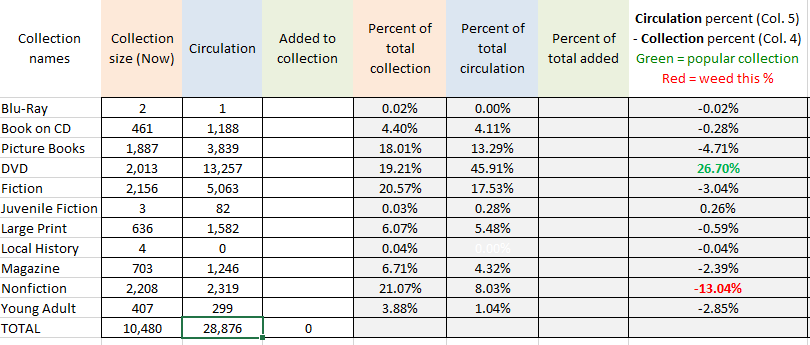 Collection names Collection size (Now) Circulation Added to collection Percent of total collection Percent of total circulation Percent of total added Circulation percent (Col. 5) - Collection percent (Col. 4) Green = popular collection Red = weed this %
Blu-Ray 2 1 0.02% 0.00% -0.02%
Book on CD 461 1,188 4.40% 4.11% -0.28%
Picture Books 1,887 3,839 18.01% 13.29% -4.71%
DVD 2,013 13,257 19.21% 45.91% 26.70%
Fiction 2,156 5,063 20.57% 17.53% -3.04%
Juvenile Fiction 3 82 0.03% 0.28% 0.26%
Large Print 636 1,582 6.07% 5.48% -0.59%
Local History 4 0 0.04% 0.00% -0.04%
Magazine 703 1,246 6.71% 4.32% -2.39%
Nonfiction 2,208 2,319 21.07% 8.03% -13.04%
Young Adult 407 299 3.88% 1.04% -2.85%
TOTAL 10,480 28,876 0